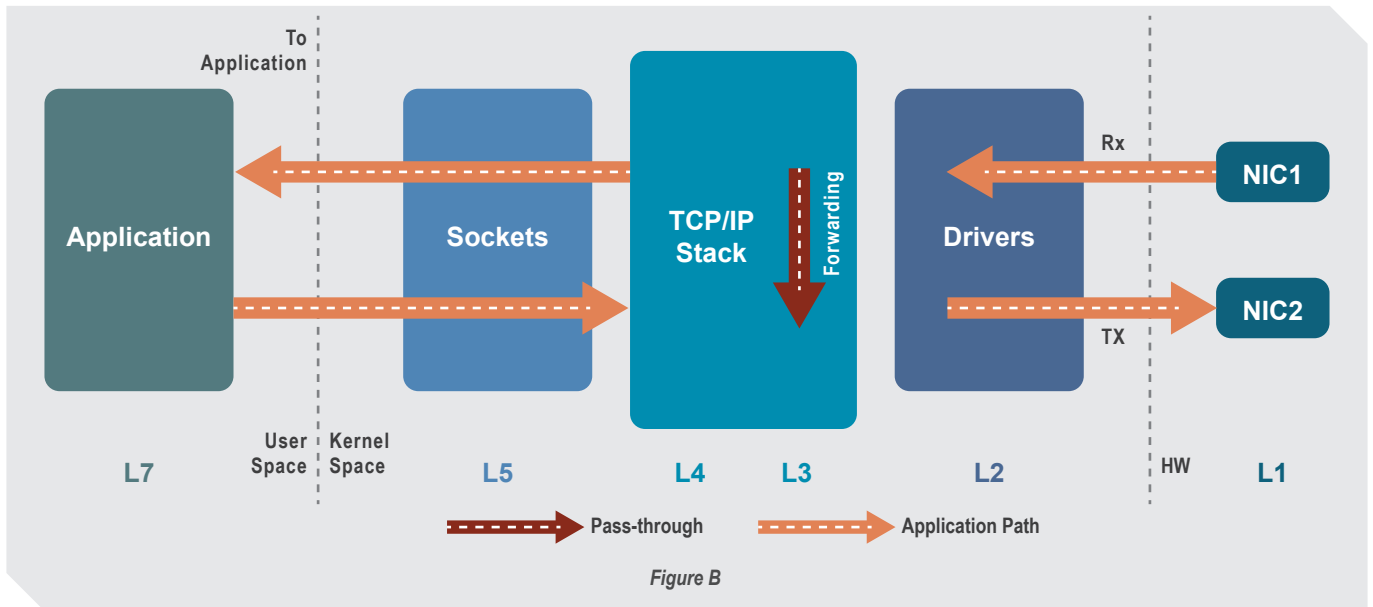 To
Application
Rx
NIC1
Application
Sockets
TCP/IP
Stack
Forwarding
Drivers
NIC2
TX
User
Space
Kernel
Space
HW
L7
L5
L4
L3
L2
L1
Pass-through
Application Path
Figure B